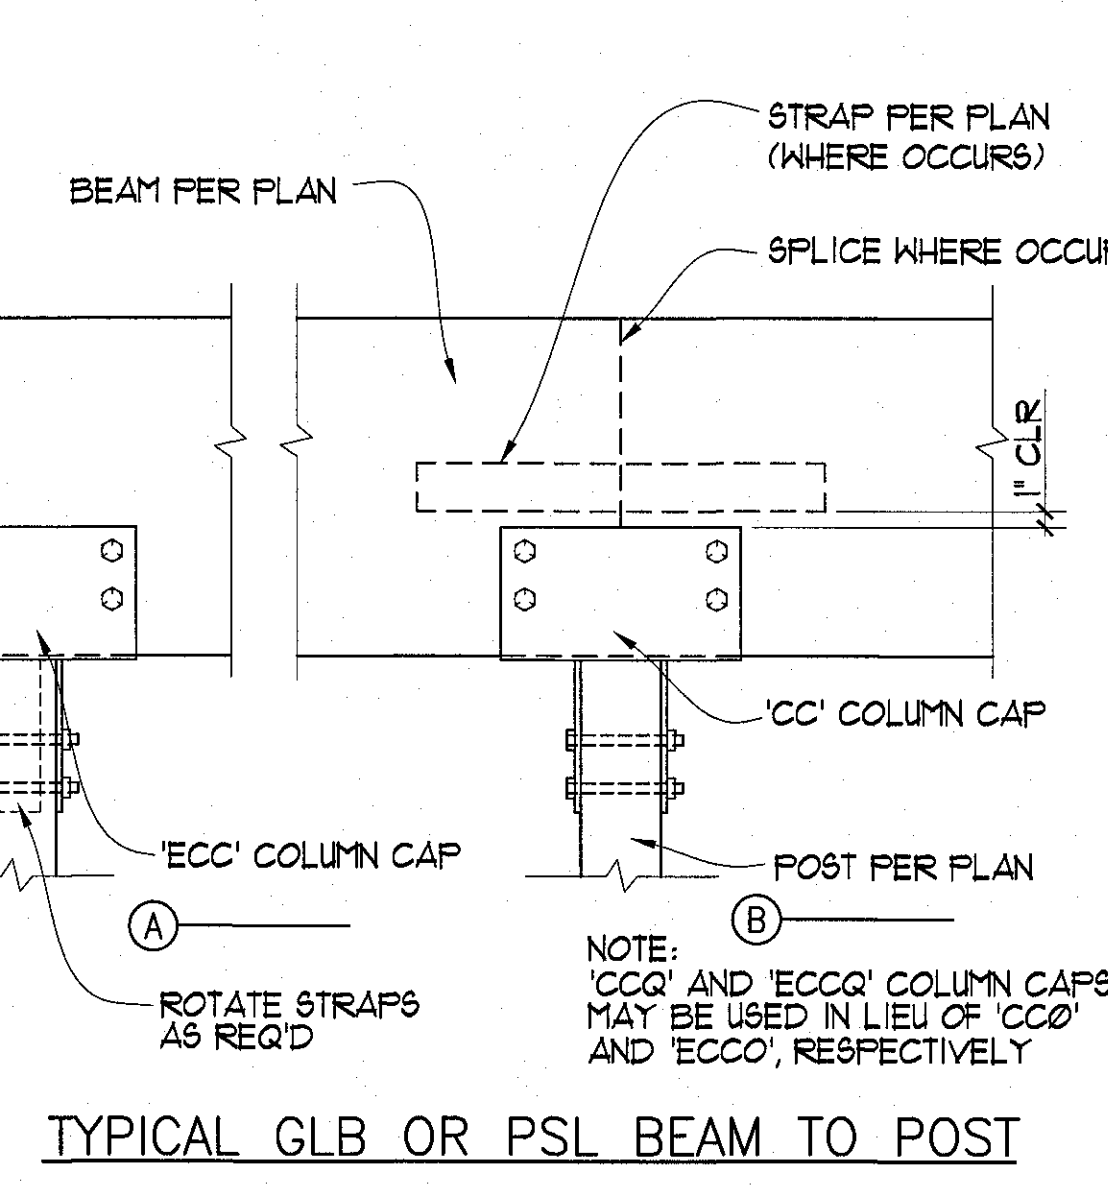 STRAP PER PLAN
(WHERE OCCURS)
BEAM PER PLAN
SPLICE WHERE OCCUR
1" CLR
'CC' COLUMN CAP
'ECC' COLUMN CAP
POST PER PLAN
A
B
ROTATE STRAPS
AS REQ'D
NOTE:
'CCQ' AND 'ECCQ' COLUMN CAPS
MAY BE USED IN LIEU OF 'CCØ'
AND 'ECCO', RESPECTIVELY
TYPICAL GLB OR PSL BEAM TO POST